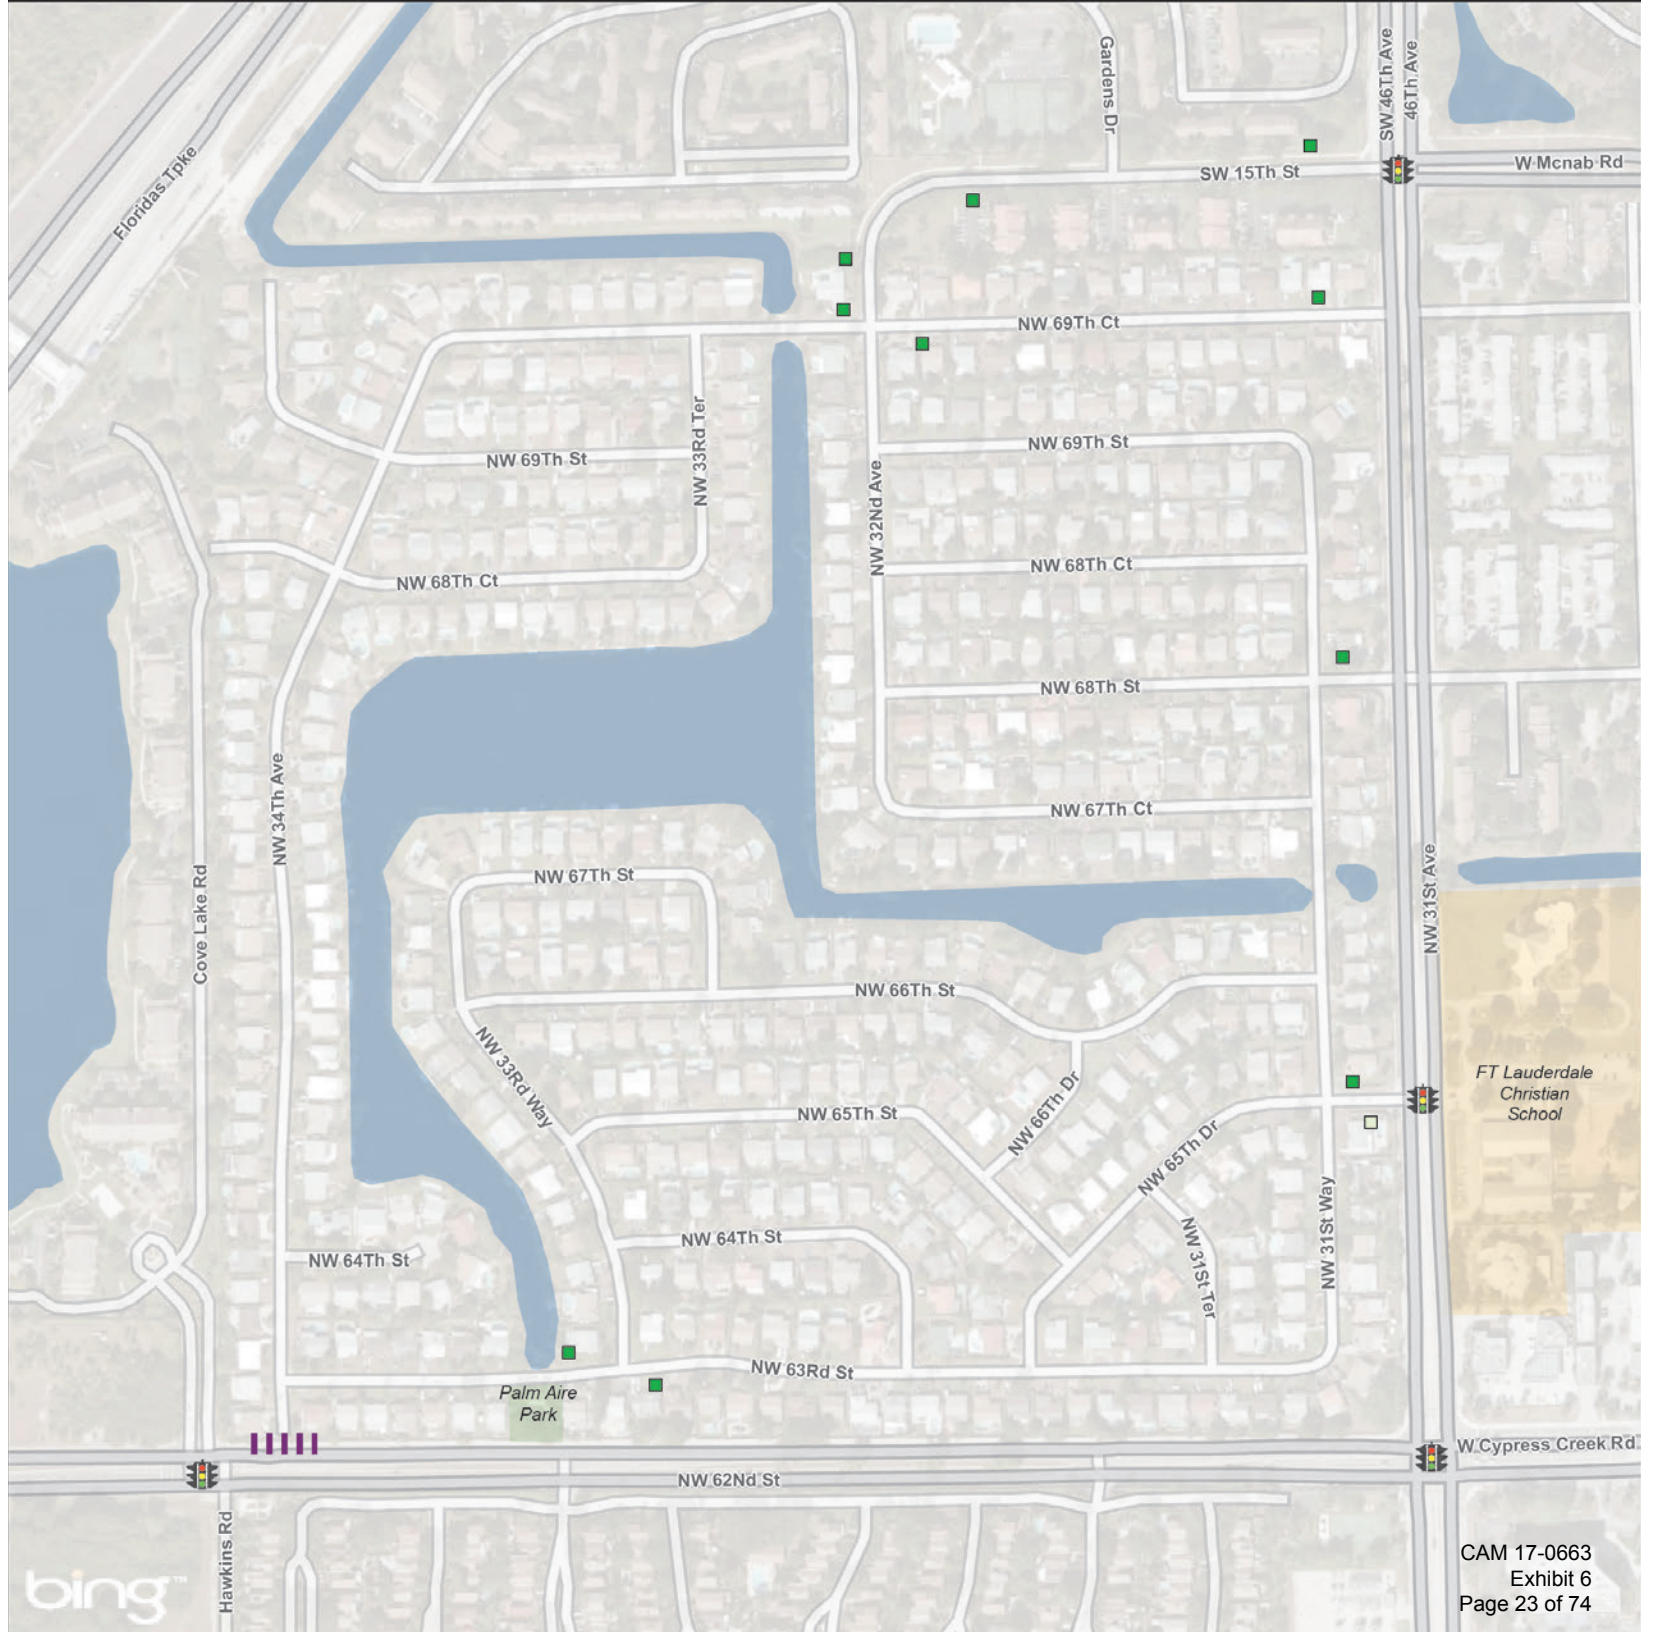 SW 46Th Ave
46Th Ave
Gardens Dr
SW 15Th St
W Mcnab Rd
Floridas Tpke
NW 69Th Ct
NW 33Rd Ter
NW 69Th St
NW 69Th St
NW 32Nd Ave
NW 68Th Ct
NW 68Th Ct
NW 68Th St
NW 34Th Ave
NW 67Th Ct
Cove Lake Rd
NW 67Th St
NW 31St Ave
NW 66Th St
NW 33Rd Way
NW 65Th St
NW 66Th Dr
NW 65Th Dr
FT Lauderdale
Christian
School
NW 31St Way
NW 64Th St
NW 64Th St
NW 31St Ter
NW 63Rd St
Palm Aire
Park
W Cypress Creek Rd
NW 62Nd St
Hawkins Rd
bing™
CAM 17-0663
Exhibit 6
Page 23 of 74